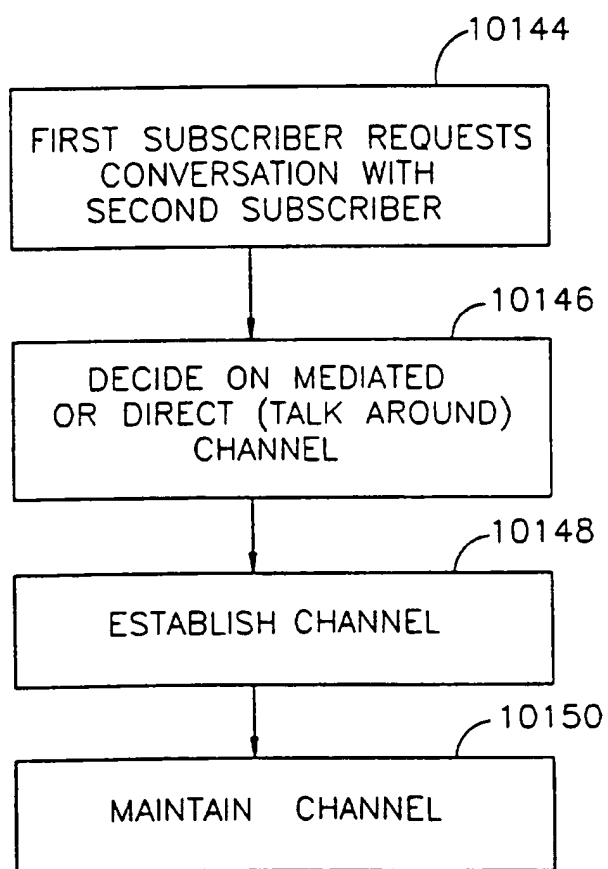 10144
FIRST SUBSCRIBER REQUESTS
CONVERSATION WITH
SECOND SUBSCRIBER
10146
DECIDE ON MEDIATED
OR DIRECT (TALK AROUND)
CHANNEL
10148
ESTABLISH CHANNEL
10150
MAINTAIN CHANNEL